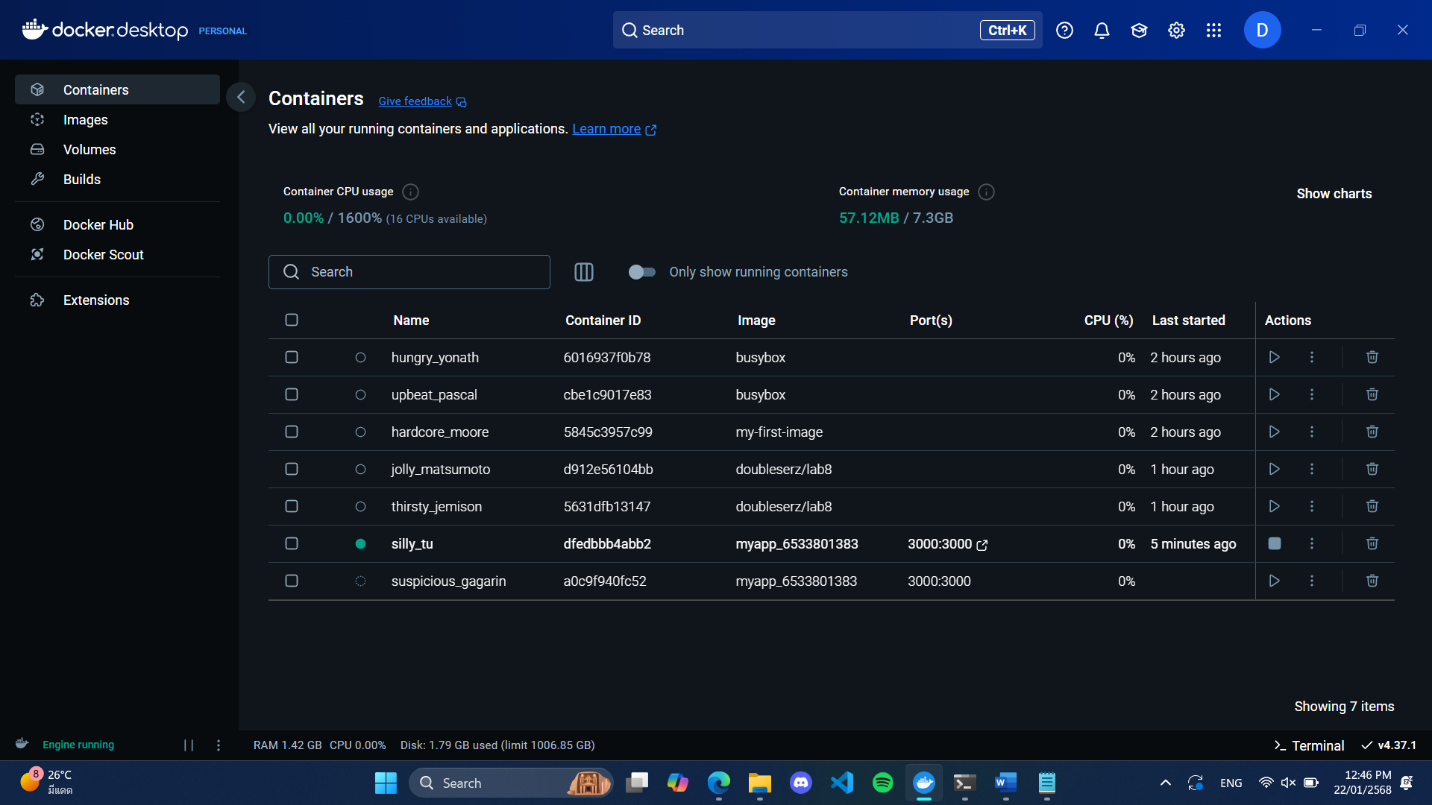 docker.desktop PERSONAL
Search Ctrl+K
D
Containers
Images
Volumes
Builds
Docker Hub
Docker Scout
Extensions
Containers Give feedback
View all your running containers and applications. Learn more
Container CPU usage
0.00% / 1600% (16 CPUs available)
Container memory usage
57.12MB / 7.3GB
Show charts
Search
Only show running containers
Name Container ID Image Port(s) CPU (%) Last started Actions
hungry_yonath 6016937f0b78 busybox 0% 2 hours ago
upbeat_pascal cbe1c9017e83 busybox 0% 2 hours ago
hardcore_moore 5845c3957c99 my-first-image 0% 2 hours ago
jolly_matsumoto d912e56104bb doubleserz/lab8 0% 1 hour ago
thirsty_jemison 5631dfb13147 doubleserz/lab8 0% 1 hour ago
silly_tu dfedbbb4abb2 myapp_6533801383 3000:3000 0% 5 minutes ago
suspicious_gagarin a0c9f940fc52 myapp_6533801383 3000:3000 0%
Showing 7 items
Engine running RAM 1.42 GB CPU 0.00% Disk: 1.79 GB used (limit 1006.85 GB) Terminal v4.37.1
8
26°C
มีแดด
Search
ENG
12:46 PM
22/01/2568